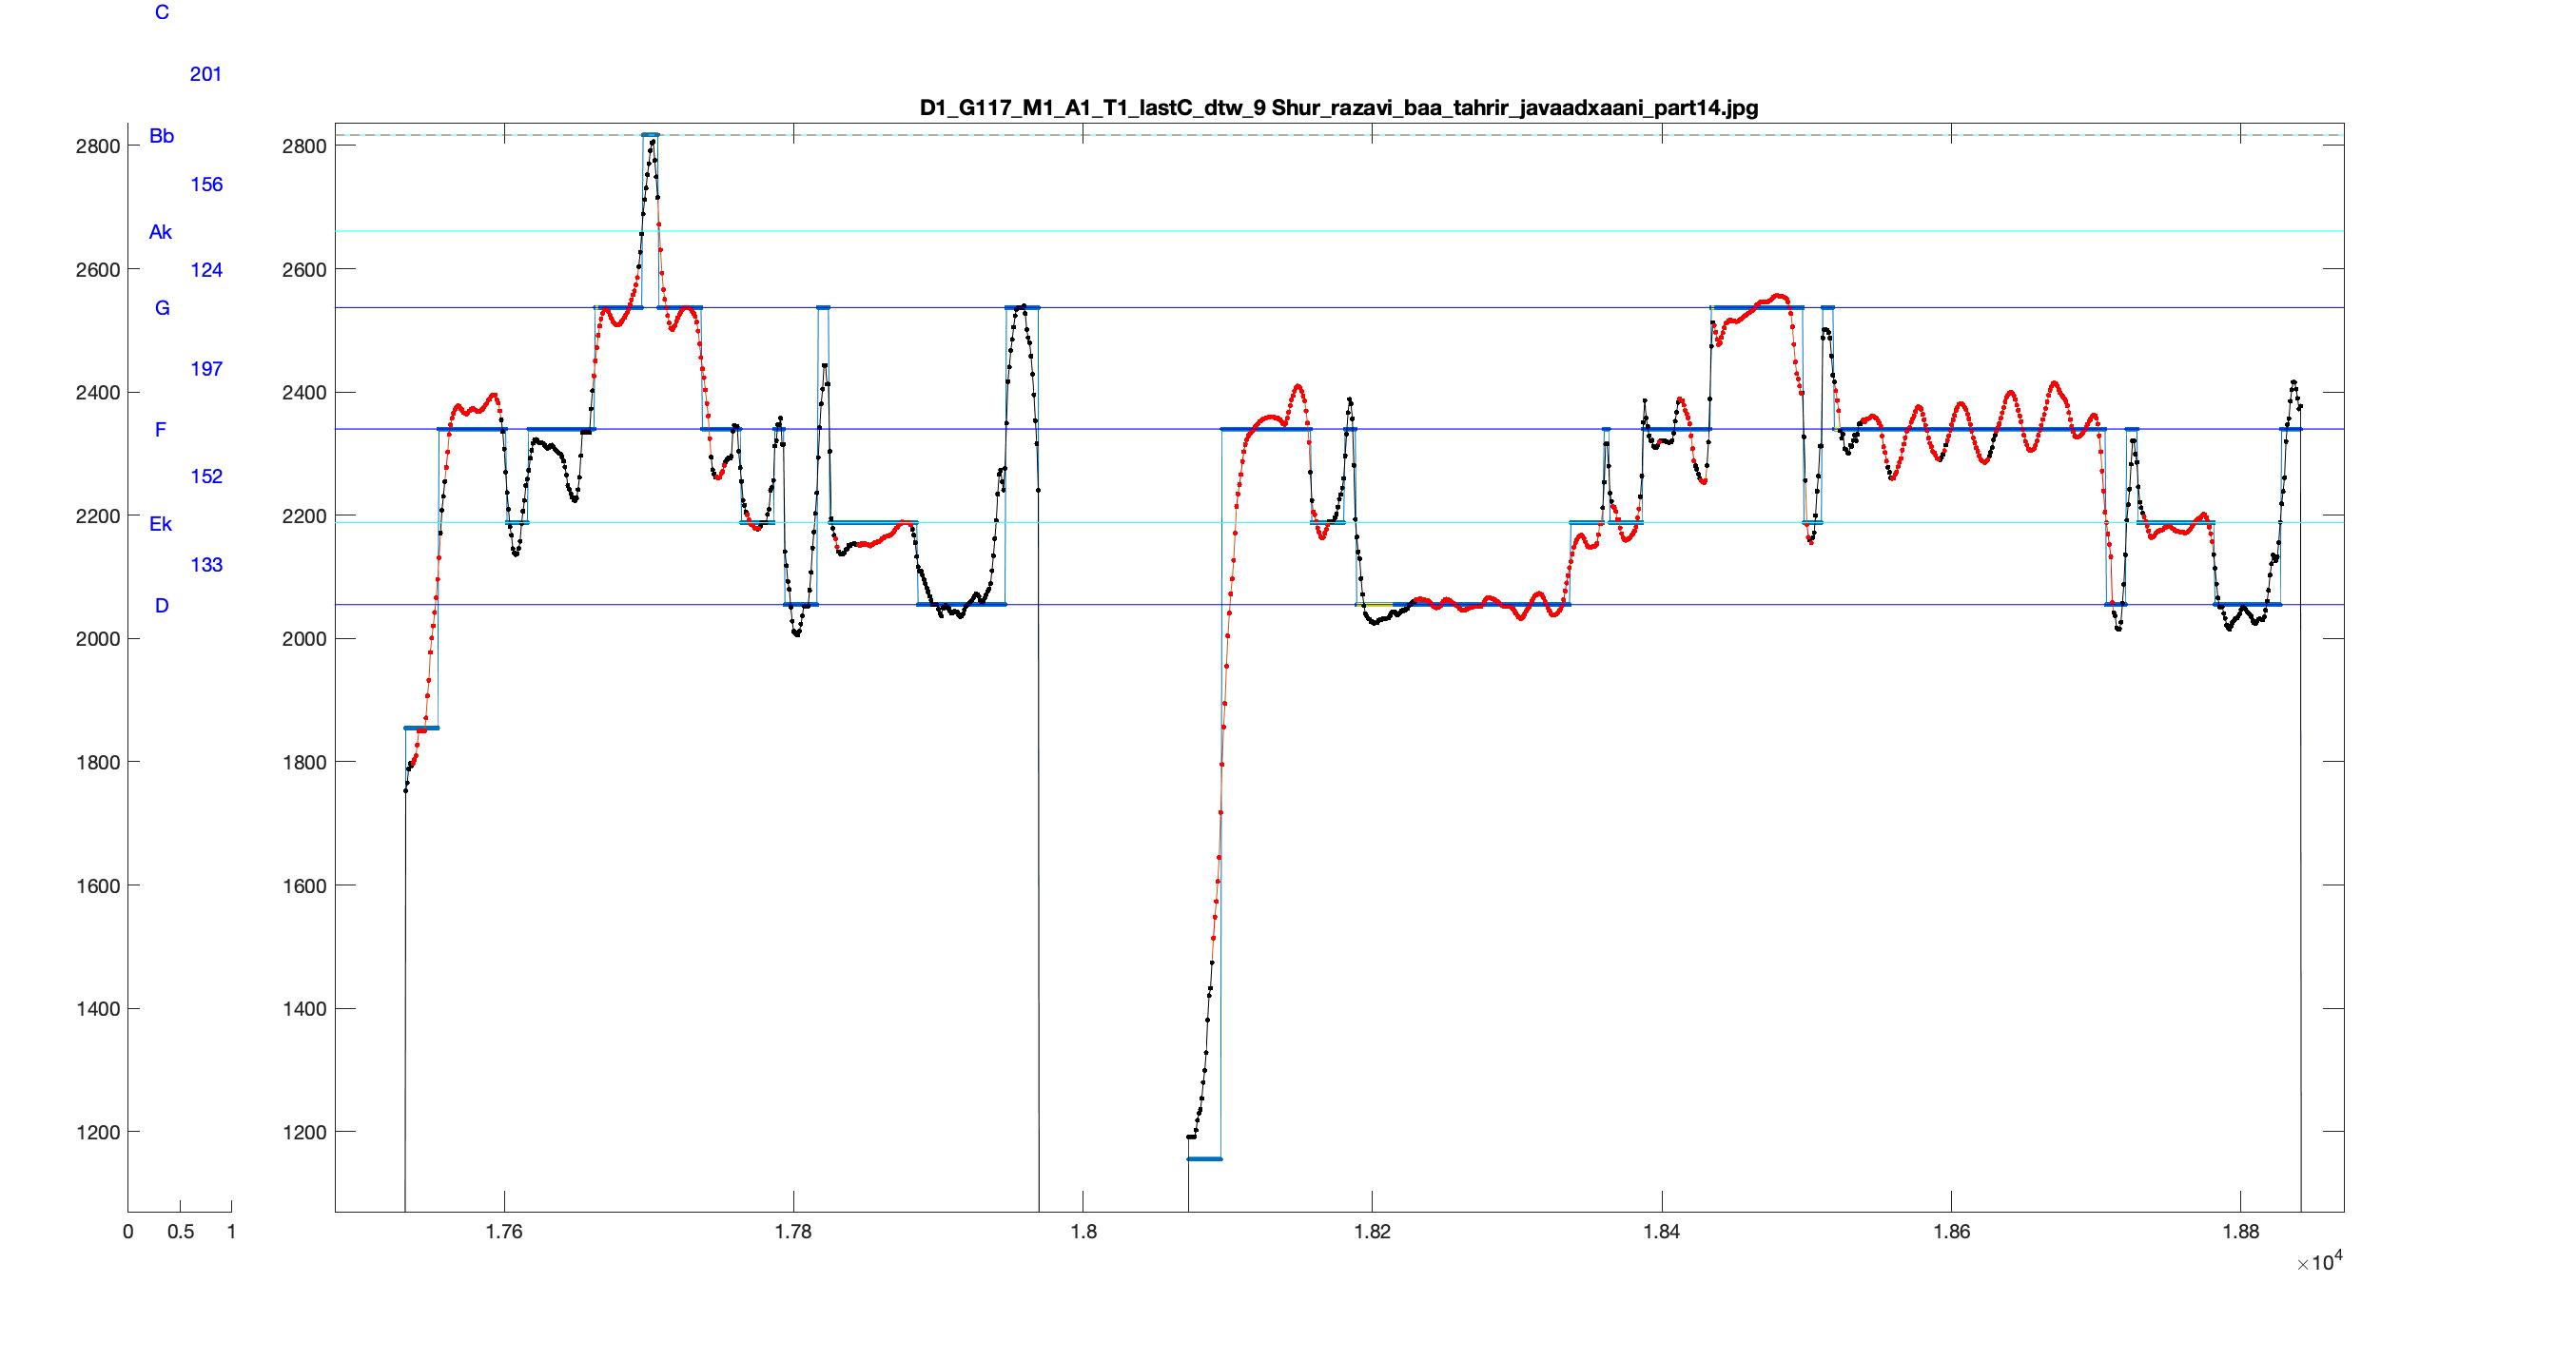 C
201
D1_G117_M1_A1_T1_lastC_dtw_9 Shur_razavi_baa_tahrir_javaadxaani_part14.jpg
2800 Bb 2800
156
Ak
2600 124 2600
G
197
2400 2400
F
152
2200 Ek 2200
133
D
2000 2000
1800 1800
1600 1600
1400 1400
1200 1200
0 0.5 1 1.76 1.78 1.8 1.82 1.84 1.86 1.88
×10^4